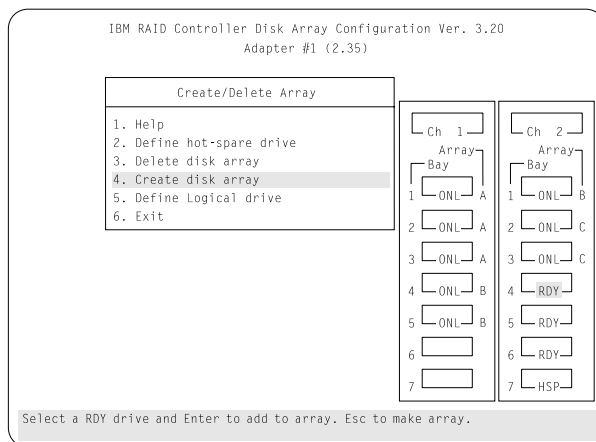 IBM RAID Controller Disk Array Configuration Ver. 3.20
Adapter #1 (2.35)
Create/Delete Array
1. Help
2. Define hot-spare drive
3. Delete disk array
4. Create disk array
5. Define Logical drive
6. Exit
Ch 1
Array
Bay
1 ONL A
2 ONL A
3 ONL A
4 ONL B
5 ONL B
6
7
Ch 2
Array
Bay
1 ONL B
2 ONL C
3 ONL C
4 RDY
5 RDY
6 RDY
7 HSP
Select a RDY drive and Enter to add to array. Esc to make array.